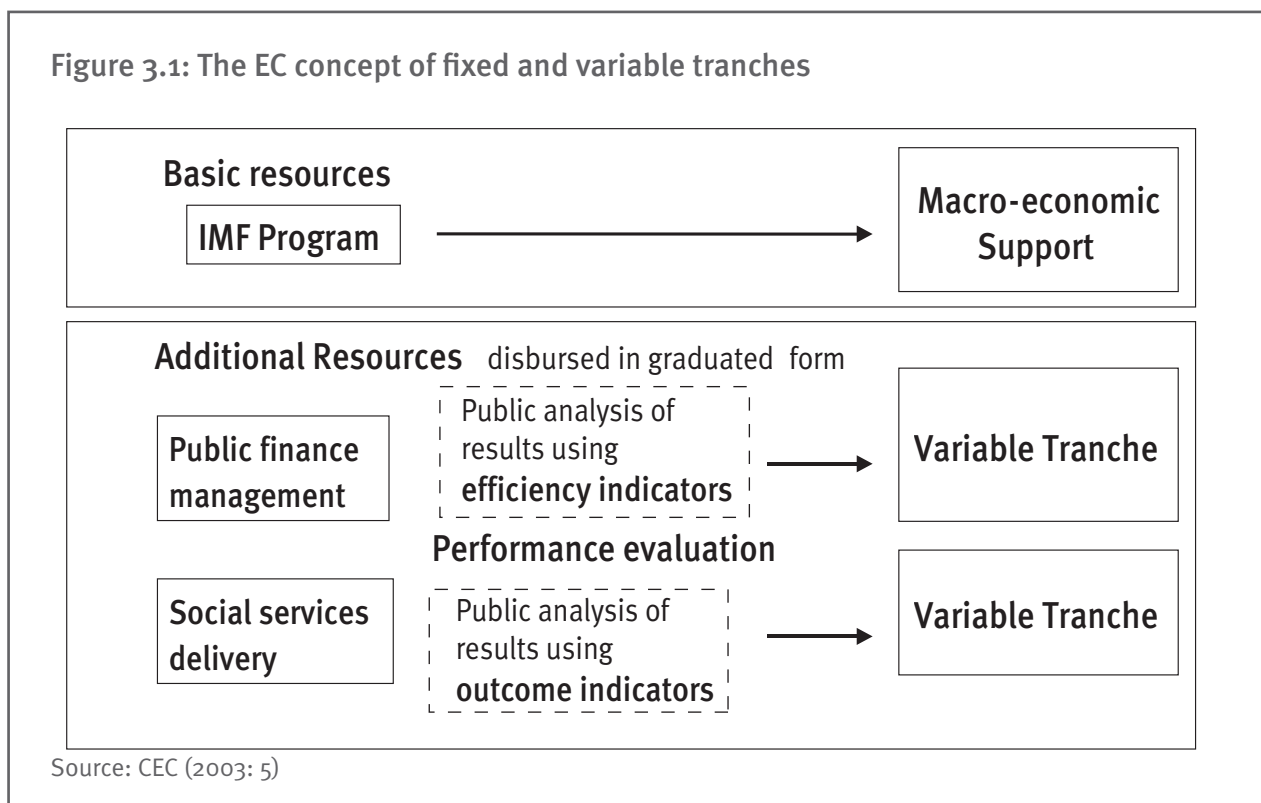 Figure 3.1: The EC concept of fixed and variable tranches
Basic resources
IMF Program
Macro-economic
Support
Additional Resources disbursed in graduated form
Public finance
management
Public analysis of
results using
efficiency indicators
Variable Tranche
Performance evaluation
Social services
delivery
Public analysis of
results using
outcome indicators
Variable Tranche
Source: CEC (2003: 5)